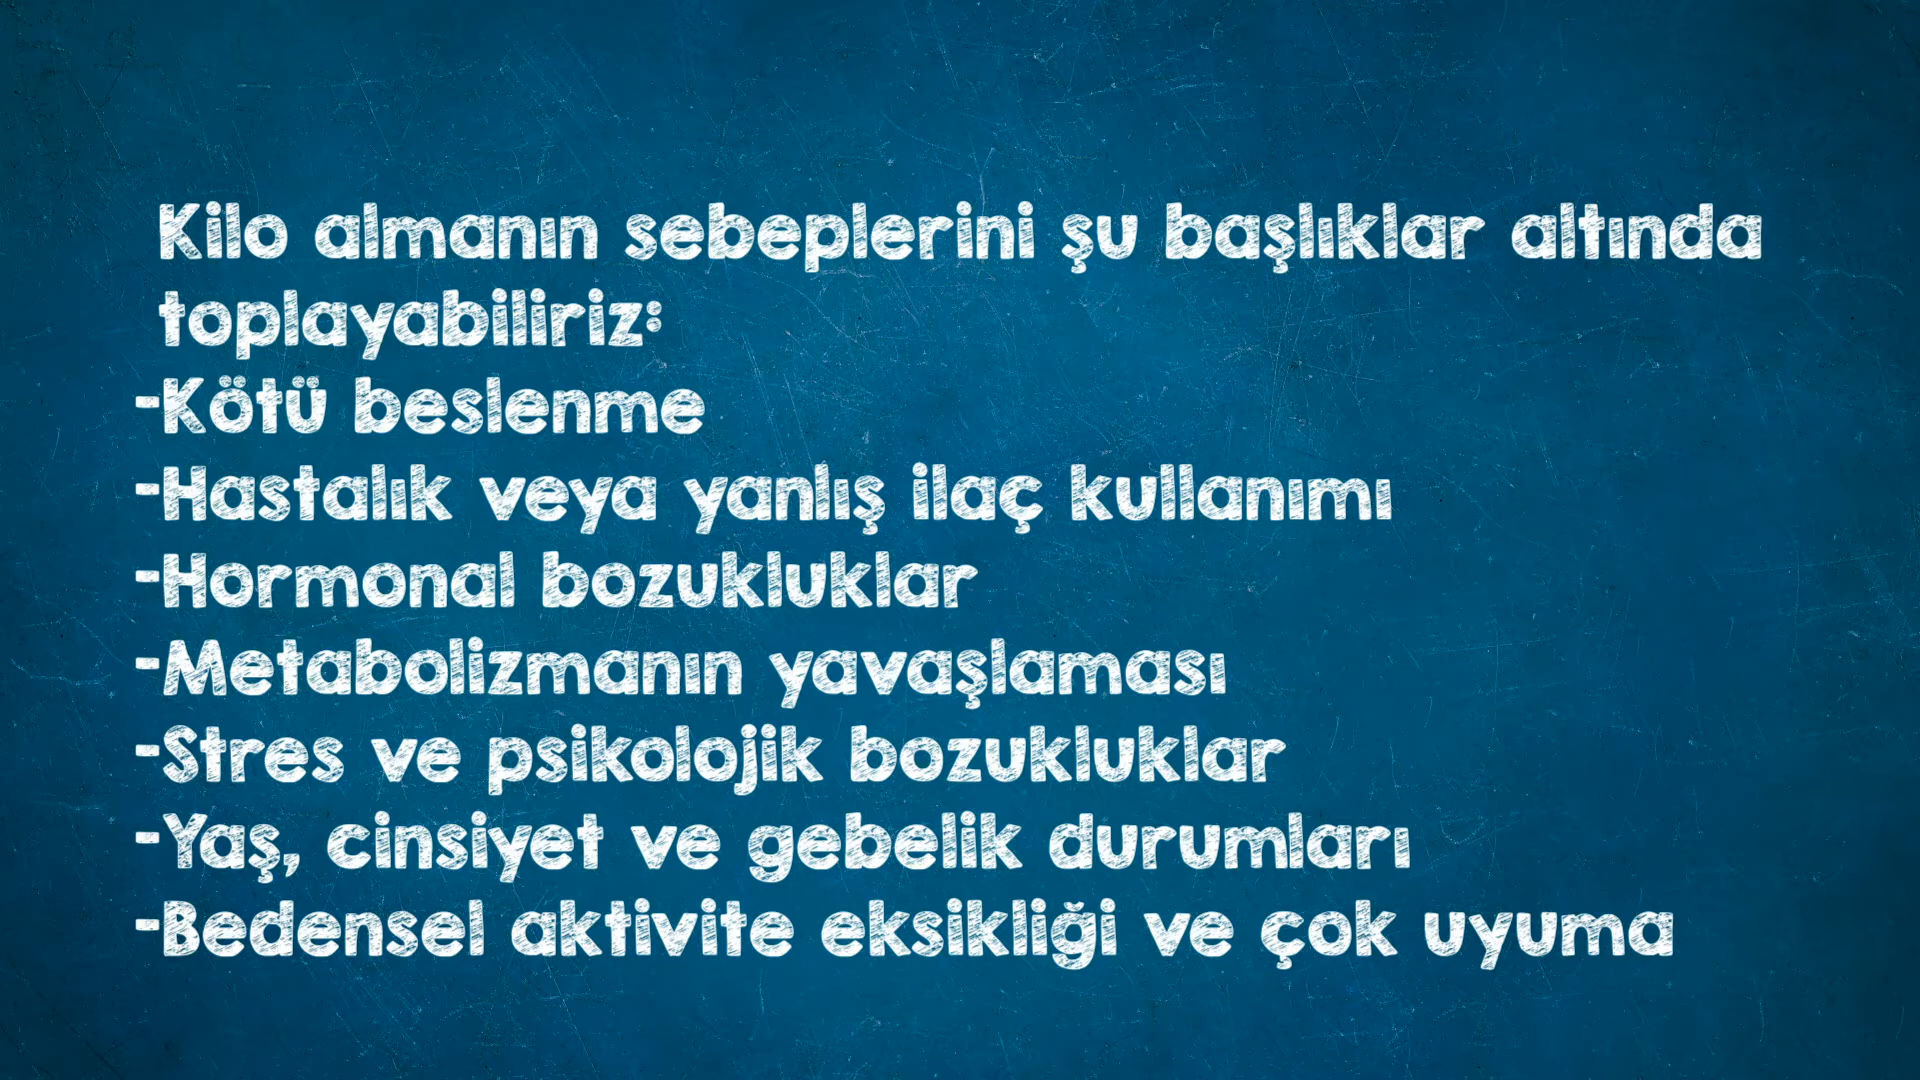 Kilo almanın sebeplerini şu başlıklar altında
toplayabiliriz:
-Kötü beslenme
-Hastalık veya yanlış ilaç kullanımı
-Hormonal bozukluklar
-Metabolizmanın yavaşlaması
-Stres ve psikolojik bozukluklar
-Yaş, cinsiyet ve gebelik durumları
-Bedensel aktivite eksikliği ve çok uyuma